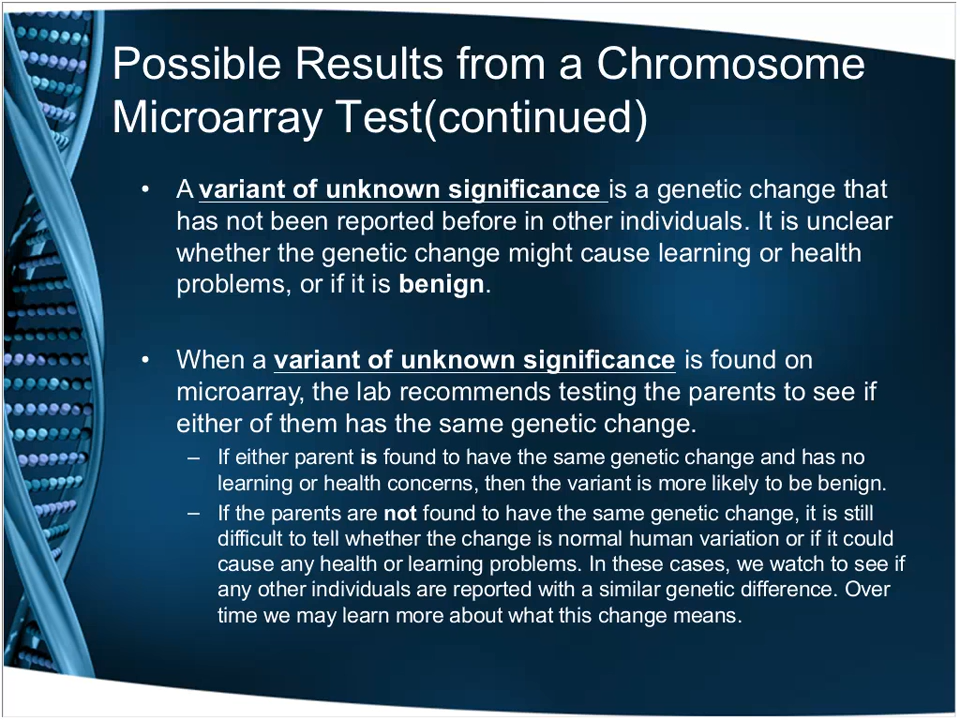 Possible Results from a Chromosome
Microarray Test(continued)
• A variant of unknown significance is a genetic change that
has not been reported before in other individuals. It is unclear
whether the genetic change might cause learning or health
problems, or if it is benign.
• When a variant of unknown significance is found on
microarray, the lab recommends testing the parents to see if
either of them has the same genetic change.
– If either parent is found to have the same genetic change and has no
learning or health concerns, then the variant is more likely to be benign.
– If the parents are not found to have the same genetic change, it is still
difficult to tell whether the change is normal human variation or if it could
cause any health or learning problems. In these cases, we watch to see if
any other individuals are reported with a similar genetic difference. Over
time we may learn more about what this change means.